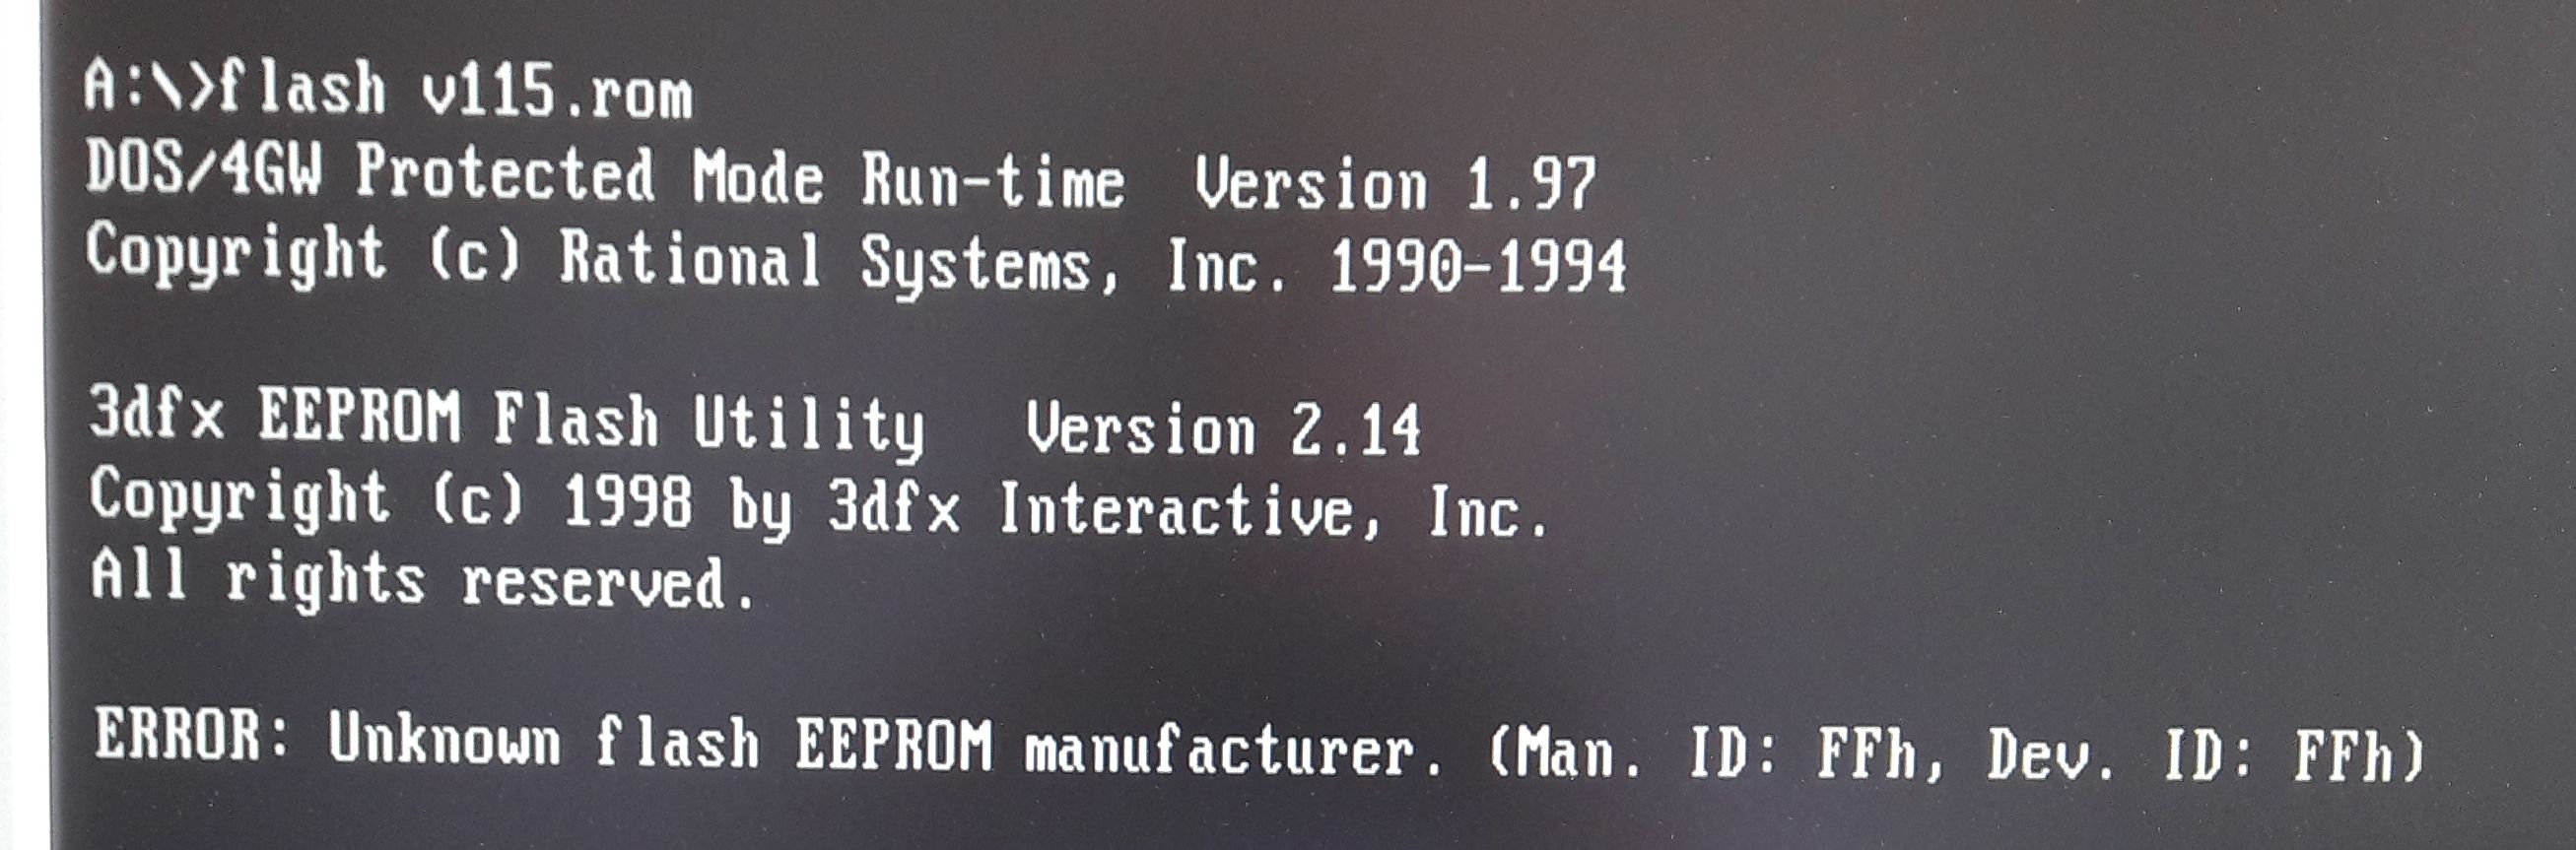 A:\>flash v115.rom
DOS/4GW Protected Mode Run-time  Version 1.97
Copyright (c) Rational Systems, Inc. 1990-1994
3dfx EEPROM Flash Utility   Version 2.14
Copyright (c) 1998 by 3dfx Interactive, Inc.
All rights reserved.
ERROR: Unknown flash EEPROM manufacturer. (Man. ID: FFh, Dev. ID: FFh)